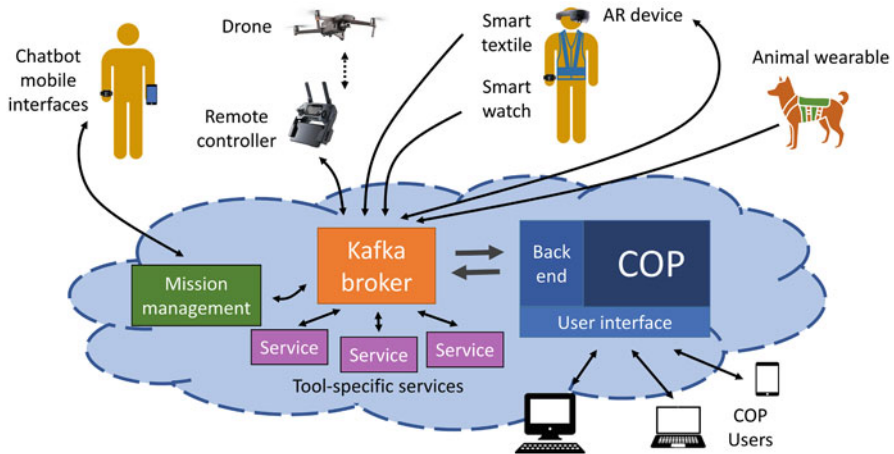 Chatbot
mobile
interfaces
Drone
Remote
controller
Smart
textile
Smart
watch
AR device
Animal wearable
Mission
management
Kafka
broker
Back
end
COP
User interface
Service
Service
Service
Tool-specific services
COP
Users